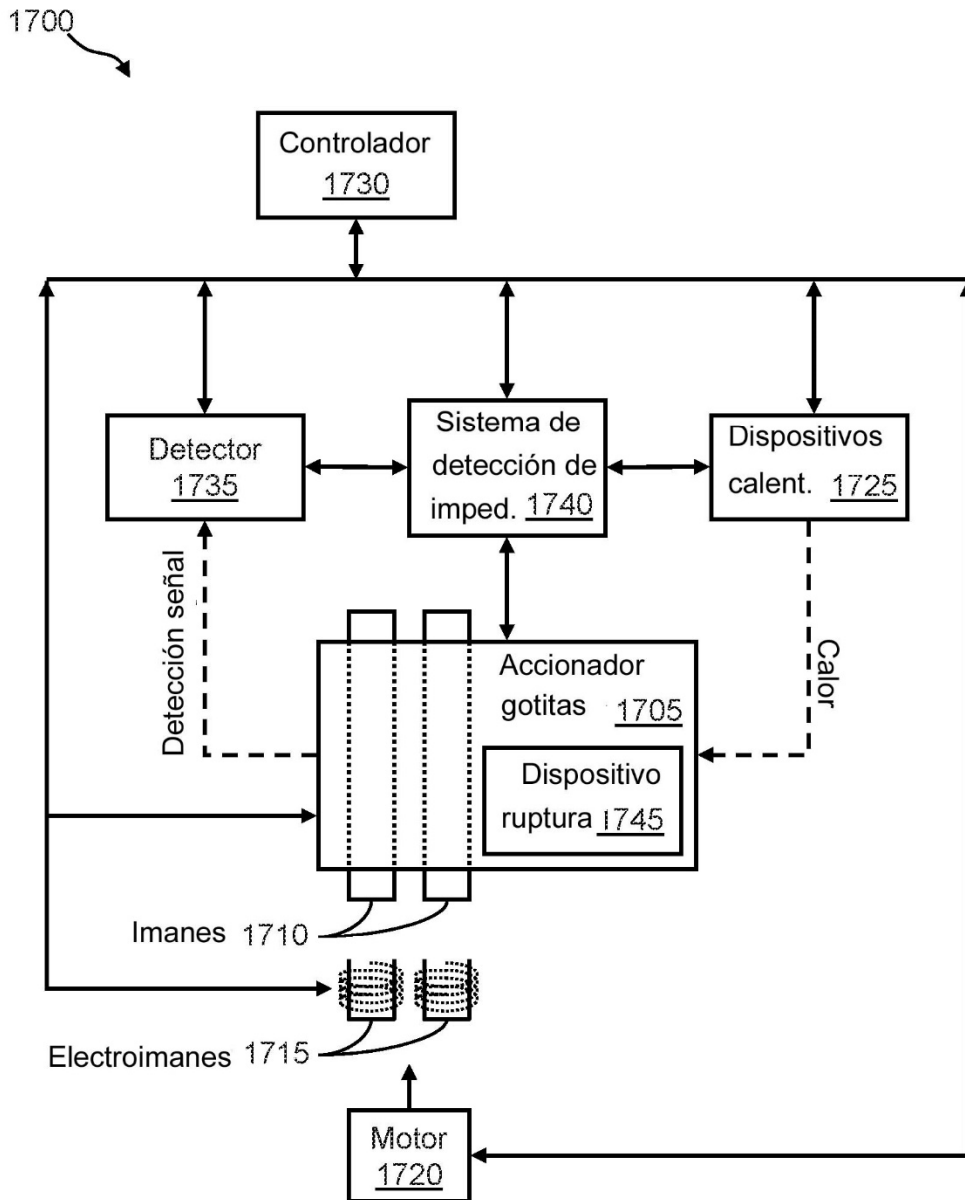 1700
Controlador
1730
Detector
1735
Sistema de
detección de
imped. 1740
Dispositivos
calent. 1725
Detección señal
Calor
Accionador
gotitas 1705
Dispositivo
ruptura 1745
Imanes 1710
Electroimanes 1715
Motor
1720